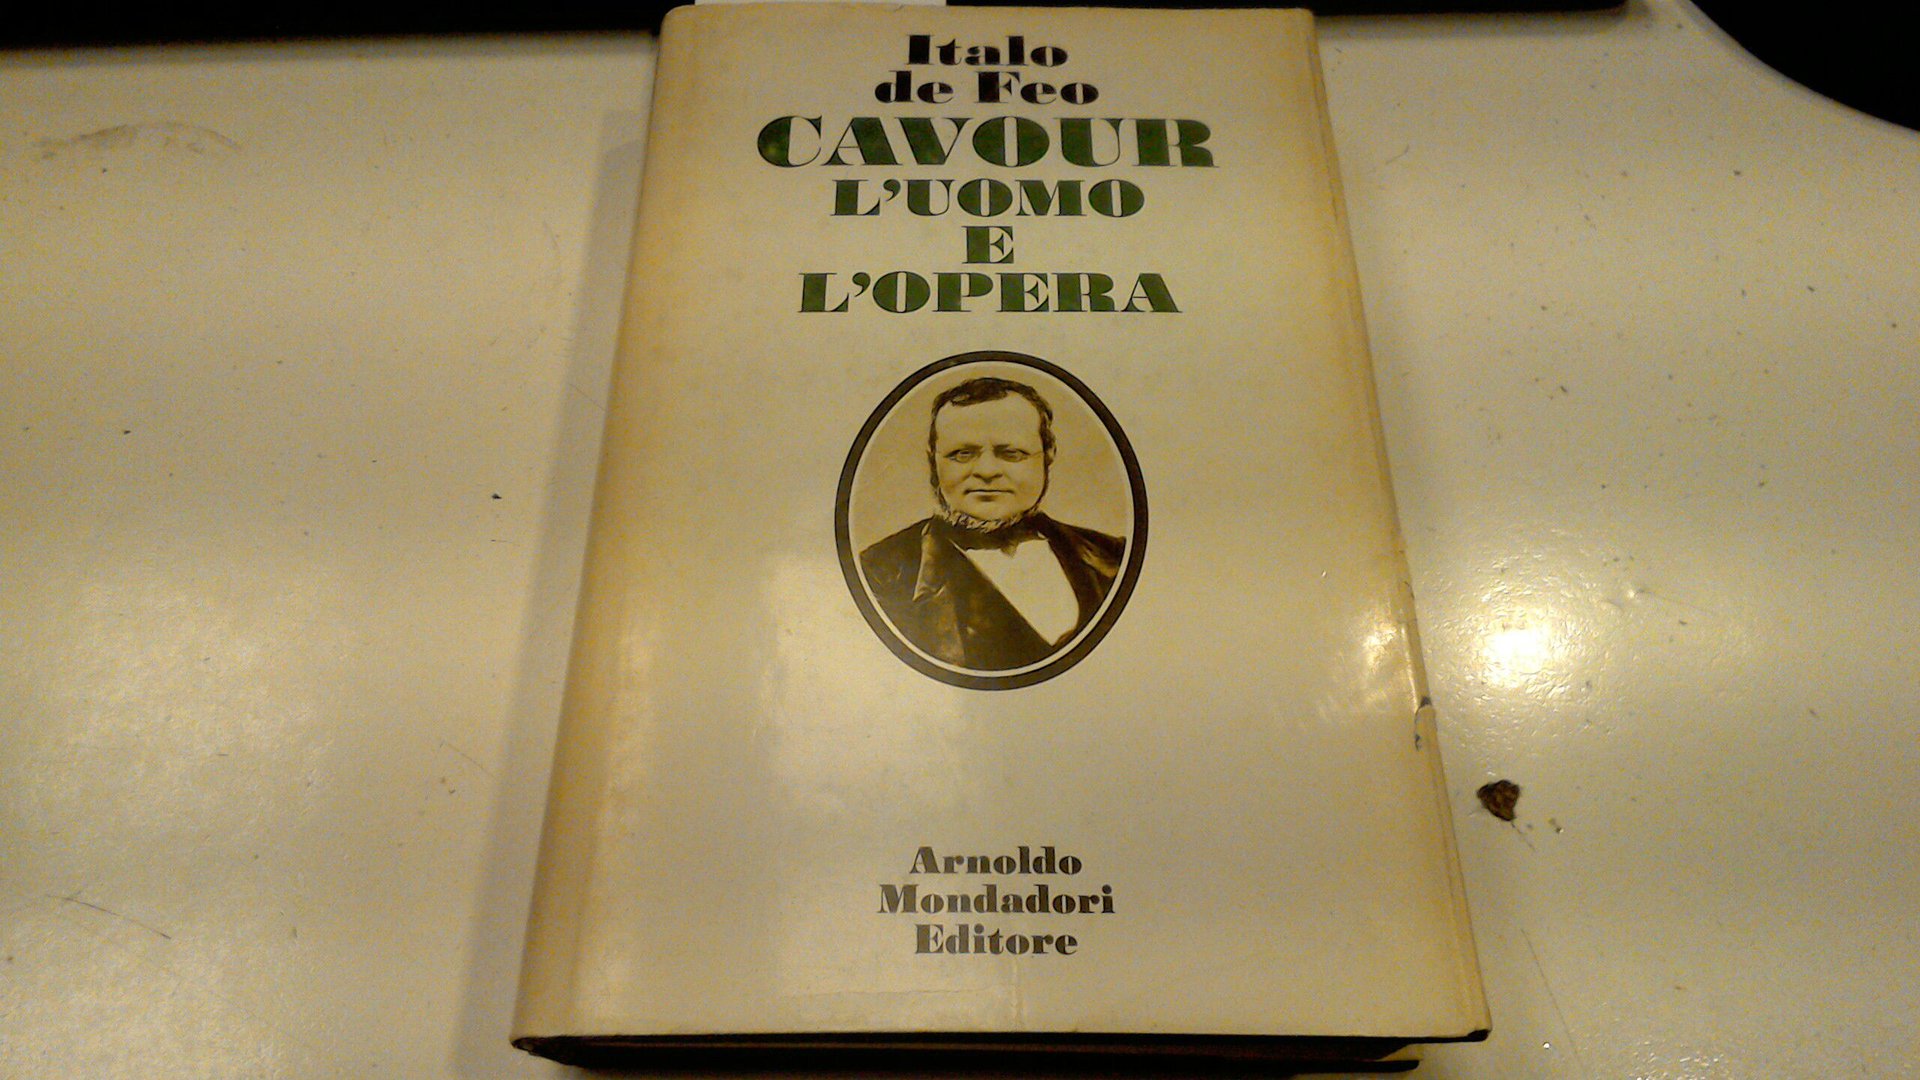 Italo
de Feo
CAVOUR
L'UOMO
E
L'OPERA
Arnoldo
Mondadori
Editore